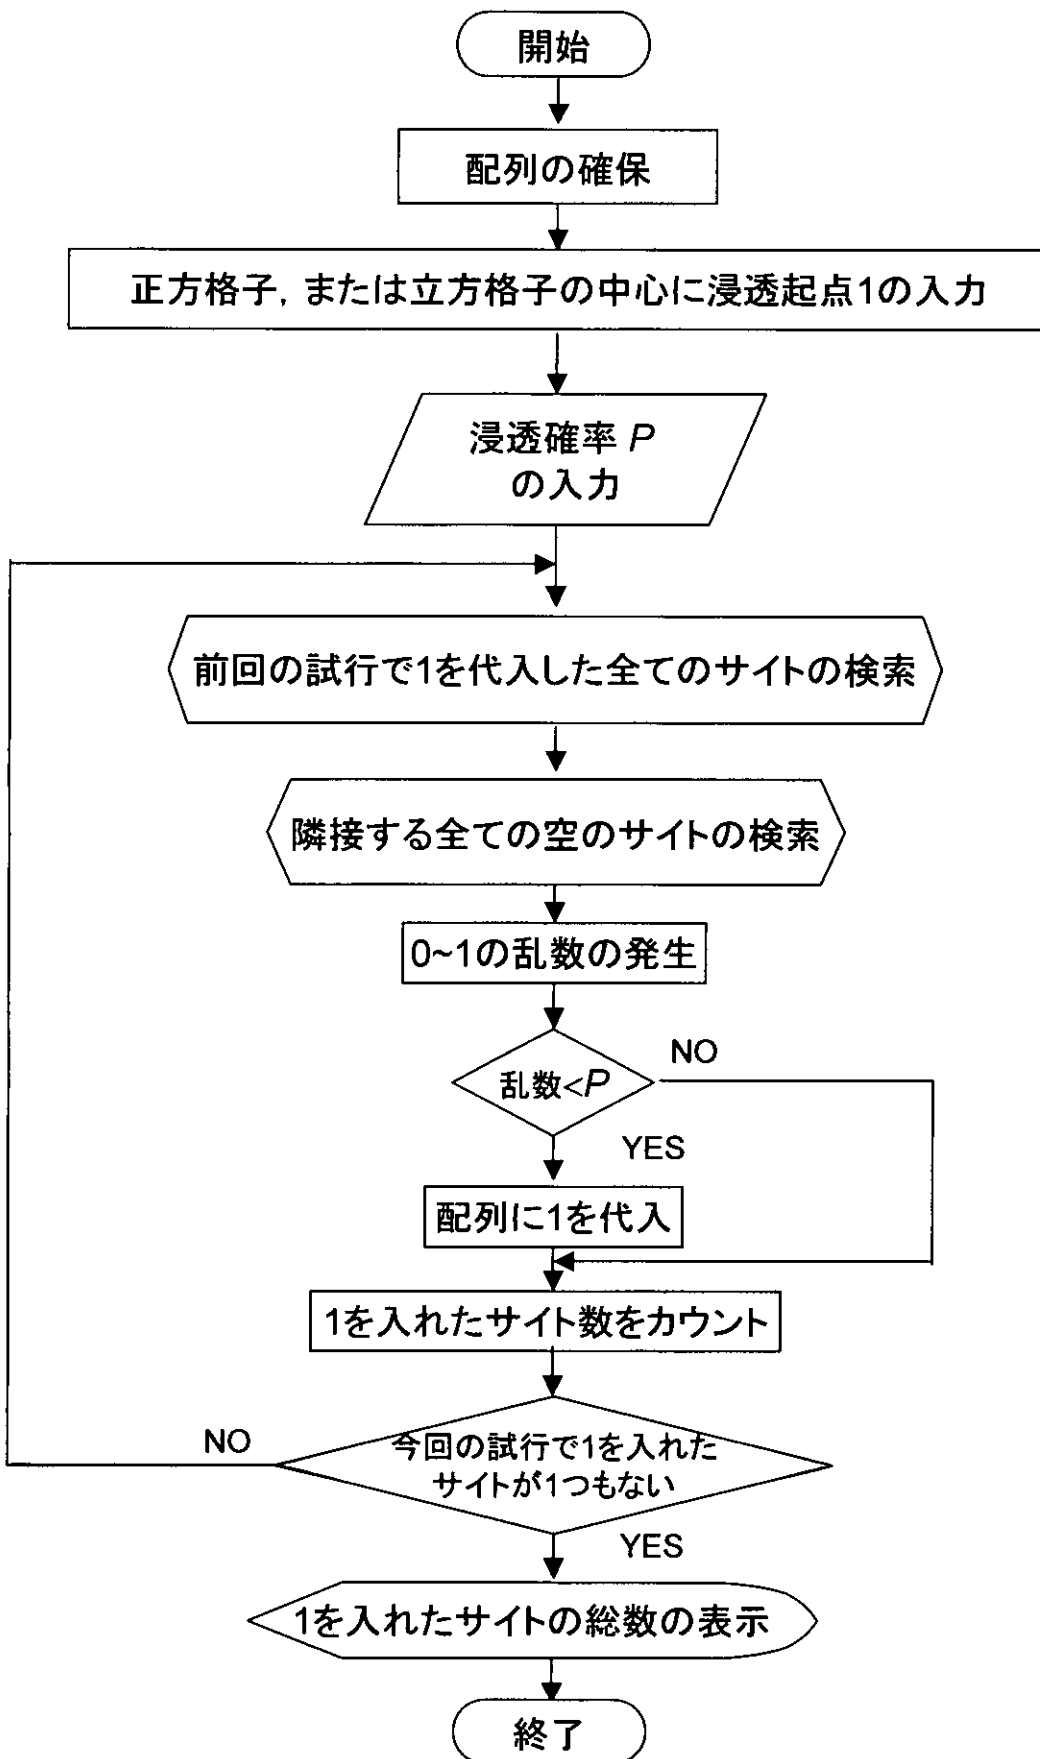 開始
配列の確保
正方格子, または立方格子の中心に浸透起点1の入力
浸透確率 P
の入力
前回の試行で1を代入した全てのサイトの検索
隣接する全ての空のサイトの検索
0~1の乱数の発生
乱数<P
NO
YES
配列に1を代入
1を入れたサイト数をカウント
今回の試行で1を入れた
サイトが1つもない
NO
YES
1を入れたサイトの総数の表示
終了